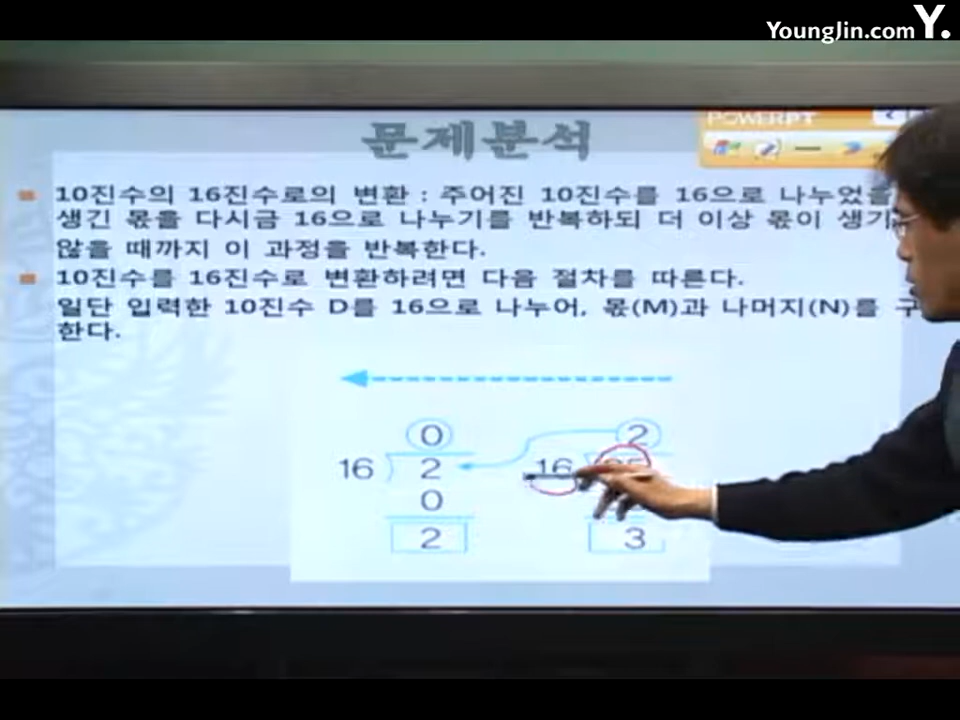 YoungJin.com Y.
문제분석
POWERPT
10진수의 16진수로의 변환 : 주어진 10진수를 16으로 나누었을
생긴 몫을 다시금 16으로 나누기를 반복하되 더 이상 몫이 생기
않을 때까지 이 과정을 반복한다.
10진수를 16진수로 변환하려면 다음 절차를 따른다.
일단 입력한 10진수 D를 16으로 나누어, 몫(M)과 나머지(N)를 구
한다.
0 2
16 2 16
0
2 3